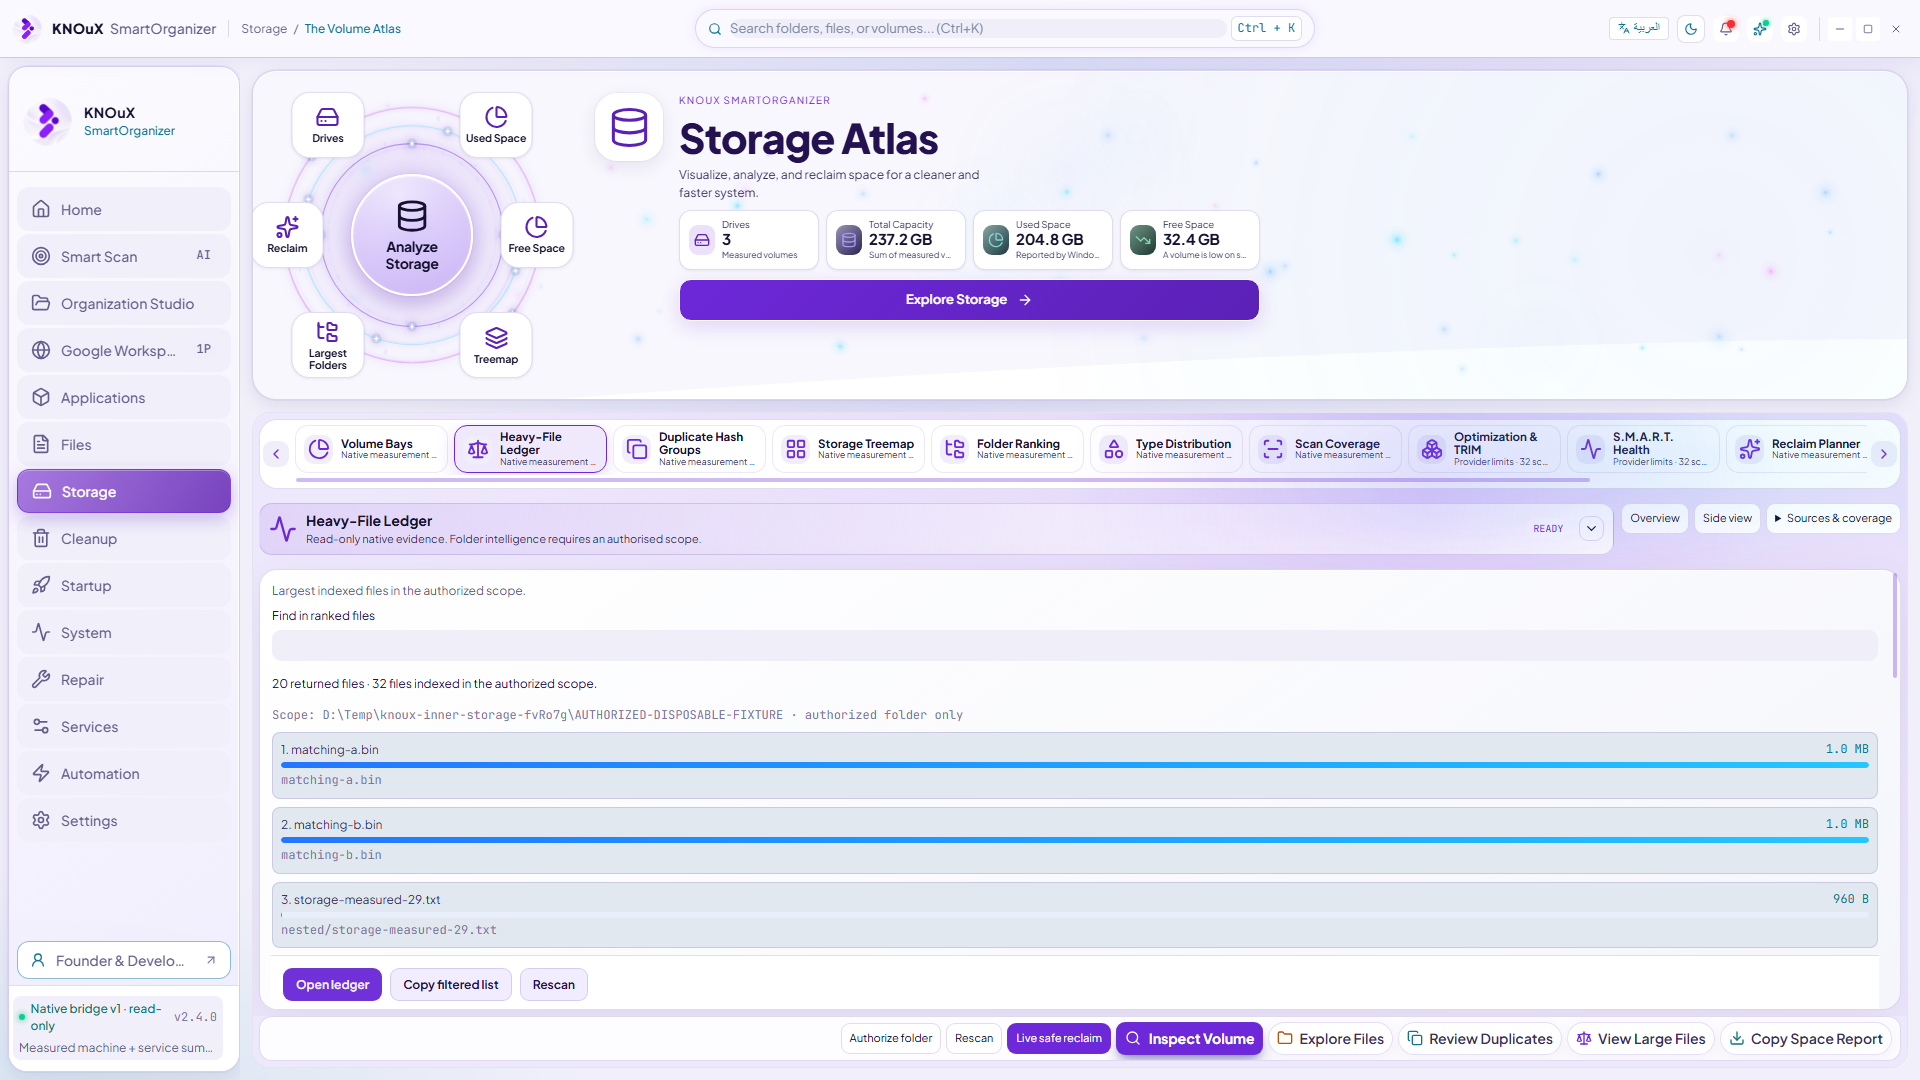 KNOuX SmartOrganizer
Storage / The Volume Atlas
Search folders, files, or volumes... (Ctrl+K)
Ctrl + K
العربية
KNOuX
SmartOrganizer
Home
Smart Scan AI
Organization Studio
Google Worksp... 1P
Applications
Files
Storage
Cleanup
Startup
System
Repair
Services
Automation
Settings
Founder & Develo...
Native bridge v1 · read-only
v2.4.0
Measured machine + service sum...
Drives
Used Space
Reclaim
Analyze Storage
Free Space
Largest Folders
Treemap
KNOUX SMARTORGANIZER
Storage Atlas
Visualize, analyze, and reclaim space for a cleaner and
faster system.
Drives
3
Measured volumes
Total Capacity
237.2 GB
Sum of measured v...
Used Space
204.8 GB
Reported by Windo...
Free Space
32.4 GB
A volume is low on s...
Explore Storage
Volume Bays
Native measurement ...
Heavy-File Ledger
Native measurement ...
Duplicate Hash Groups
Native measurement ...
Storage Treemap
Native measurement ...
Folder Ranking
Native measurement ...
Type Distribution
Native measurement ...
Scan Coverage
Native measurement ...
Optimization & TRIM
Provider limits · 32 sc...
S.M.A.R.T. Health
Provider limits · 32 sc...
Reclaim Planner
Native measurement ..
Heavy-File Ledger
Read-only native evidence. Folder intelligence requires an authorised scope.
READY
Overview
Side view
Sources & coverage
Largest indexed files in the authorized scope.
Find in ranked files
20 returned files · 32 files indexed in the authorized scope.
Scope: D:\Temp\knoux-inner-storage-fvRo7g\AUTHORIZED-DISPOSABLE-FIXTURE · authorized folder only
1. matching-a.bin 1.0 MB
matching-a.bin
2. matching-b.bin 1.0 MB
matching-b.bin
3. storage-measured-29.txt 960 B
nested/storage-measured-29.txt
Open ledger
Copy filtered list
Rescan
Authorize folder
Rescan
Live safe reclaim
Inspect Volume
Explore Files
Review Duplicates
View Large Files
Copy Space Report